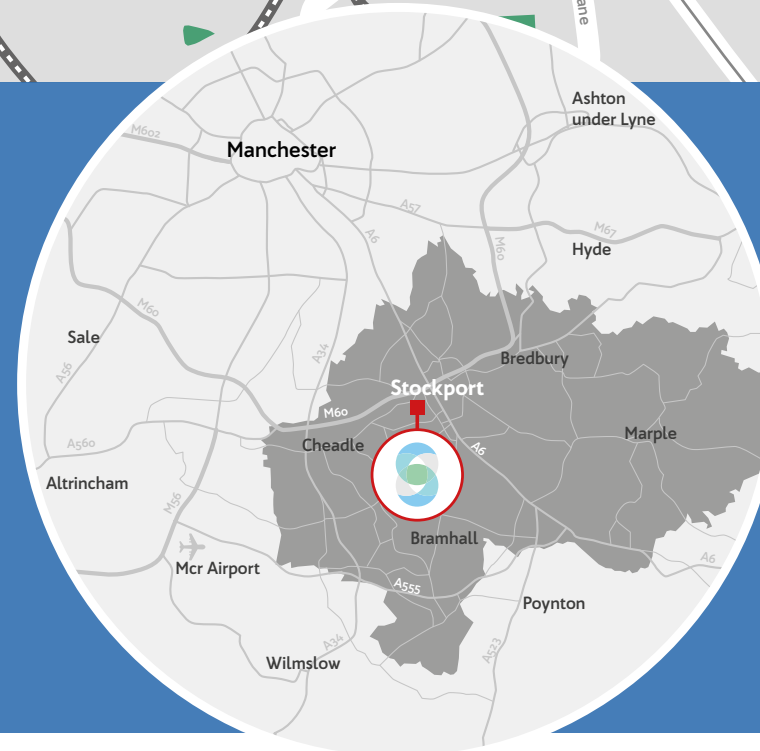 ane
Ashton
under Lyne
M602
Manchester
A57
A6
M60
M67
Hyde
M60
Sale
A34
Bredbury
A56
Stockport
M60
Marple
A560
Cheadle
A6
Altrincham
M56
Bramhall
Mcr Airport
A6
A555
Poynton
A34
A523
Wilmslow